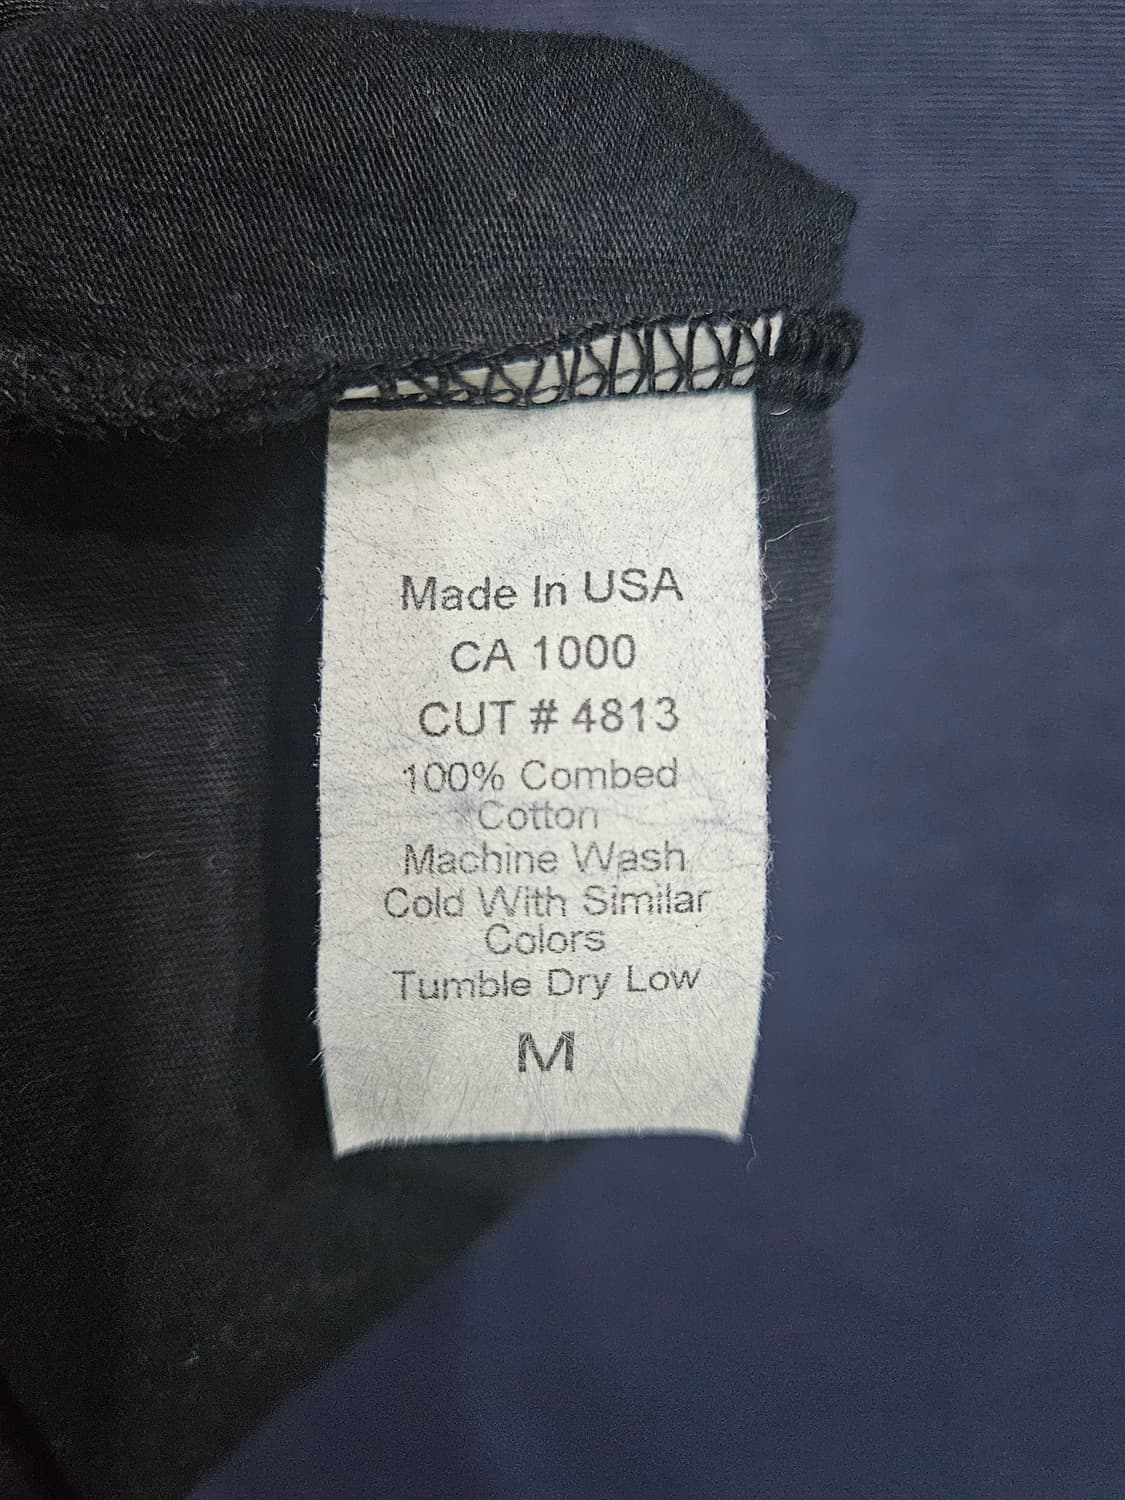 Made In USA
CA 1000
CUT # 4813
100% Combed
Cotton
Machine Wash
Cold With Similar
Colors
Tumble Dry Low
M